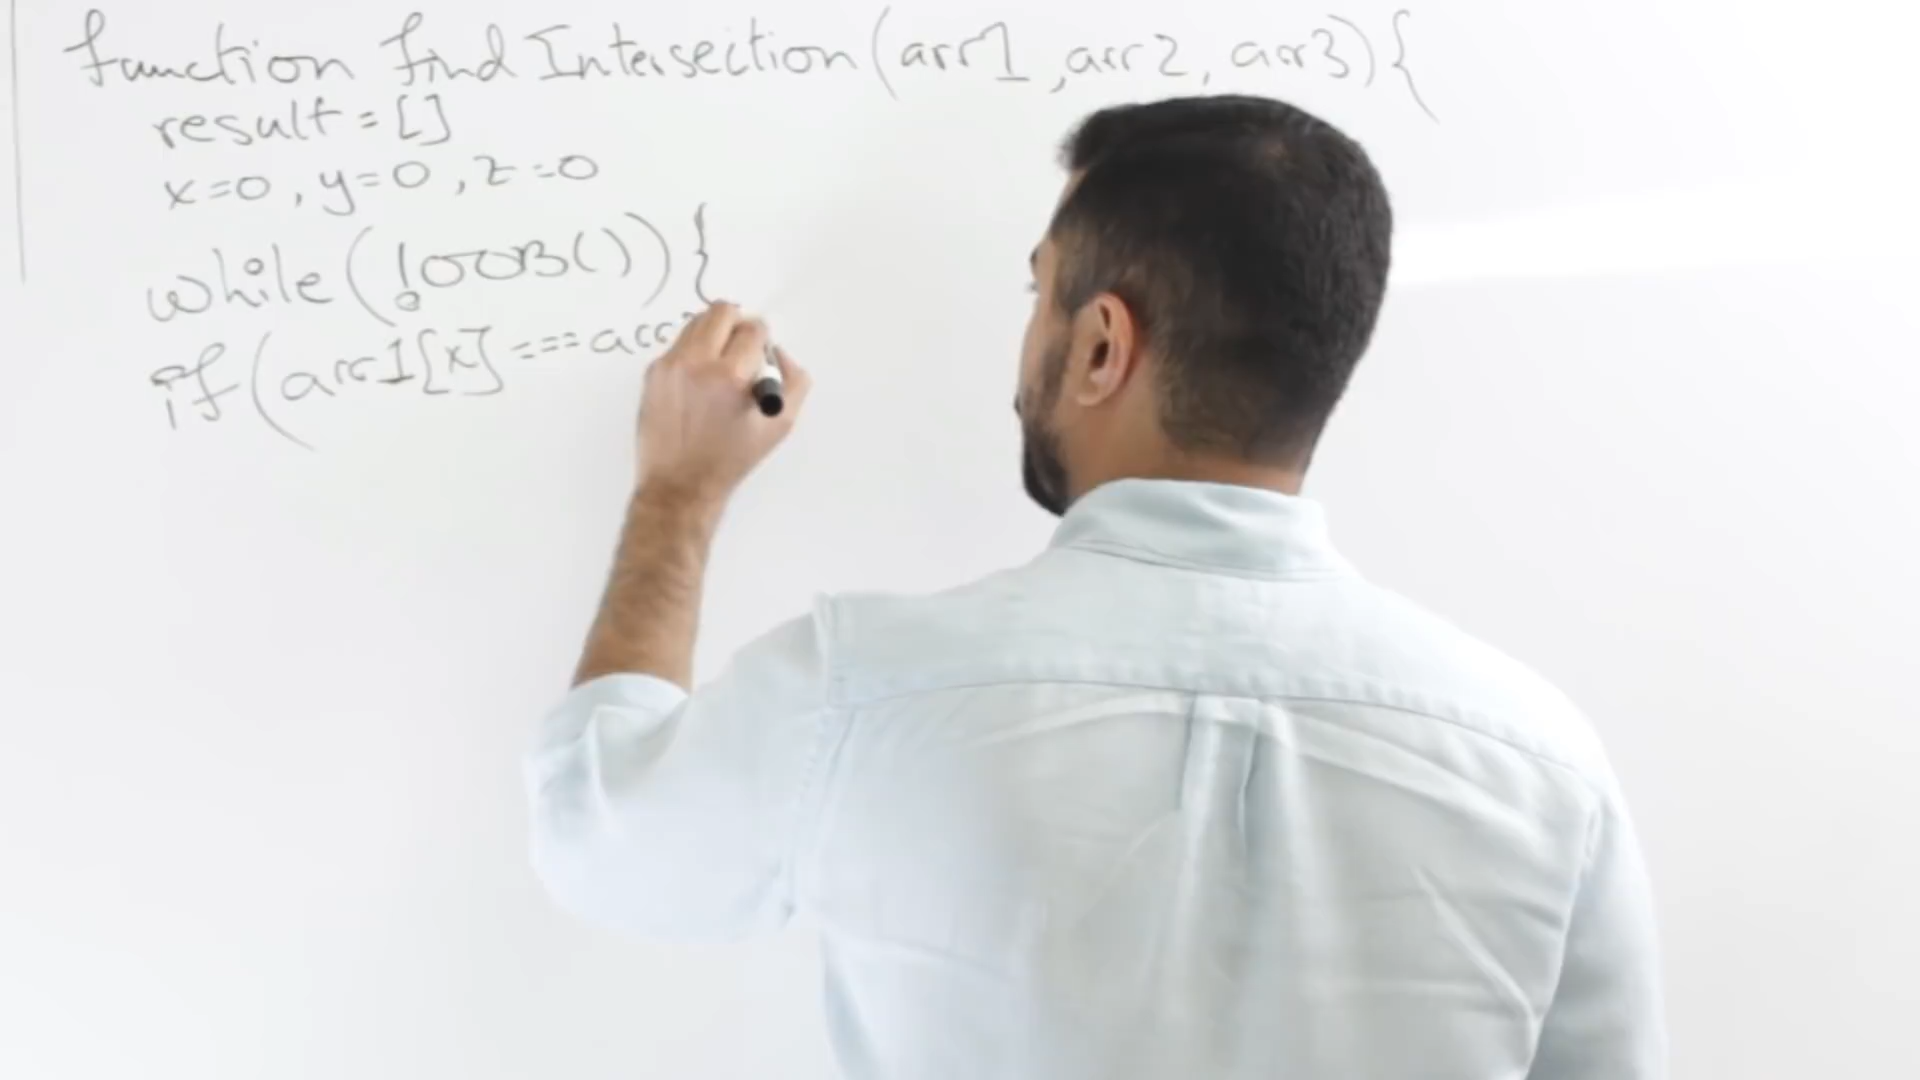 function findIntersection(arr1, arr2, arr3){
result = []
x=0, y=0, z=0
while(!OOB()){
if(arr1[x]===arr